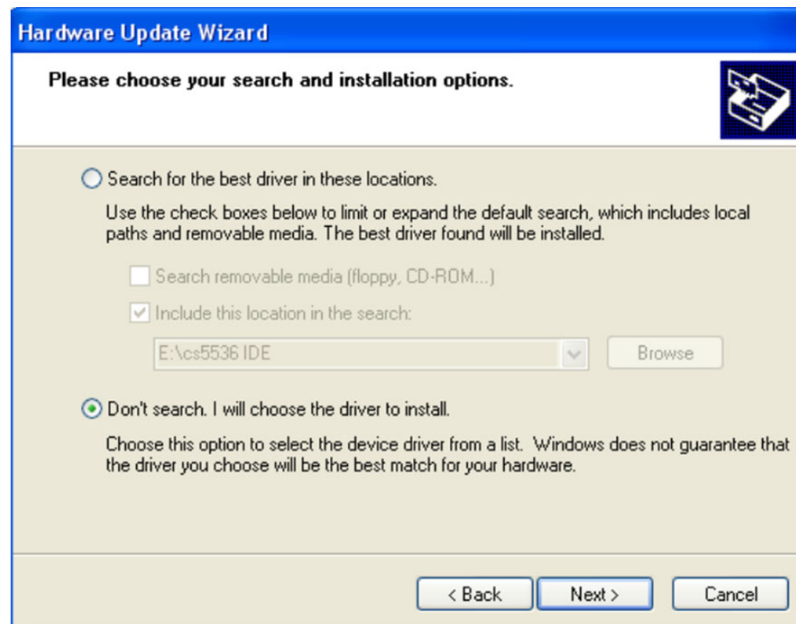 Hardware Update Wizard
Please choose your search and installation options.
Search for the best driver in these locations.
Use the check boxes below to limit or expand the default search, which includes local
paths and removable media. The best driver found will be installed.
Search removable media (floppy, CD-ROM...)
Include this location in the search:
E:\cs5536 IDE
Browse
Don't search. I will choose the driver to install.
Choose this option to select the device driver from a list. Windows does not guarantee that
the driver you choose will be the best match for your hardware.
< Back Next > Cancel